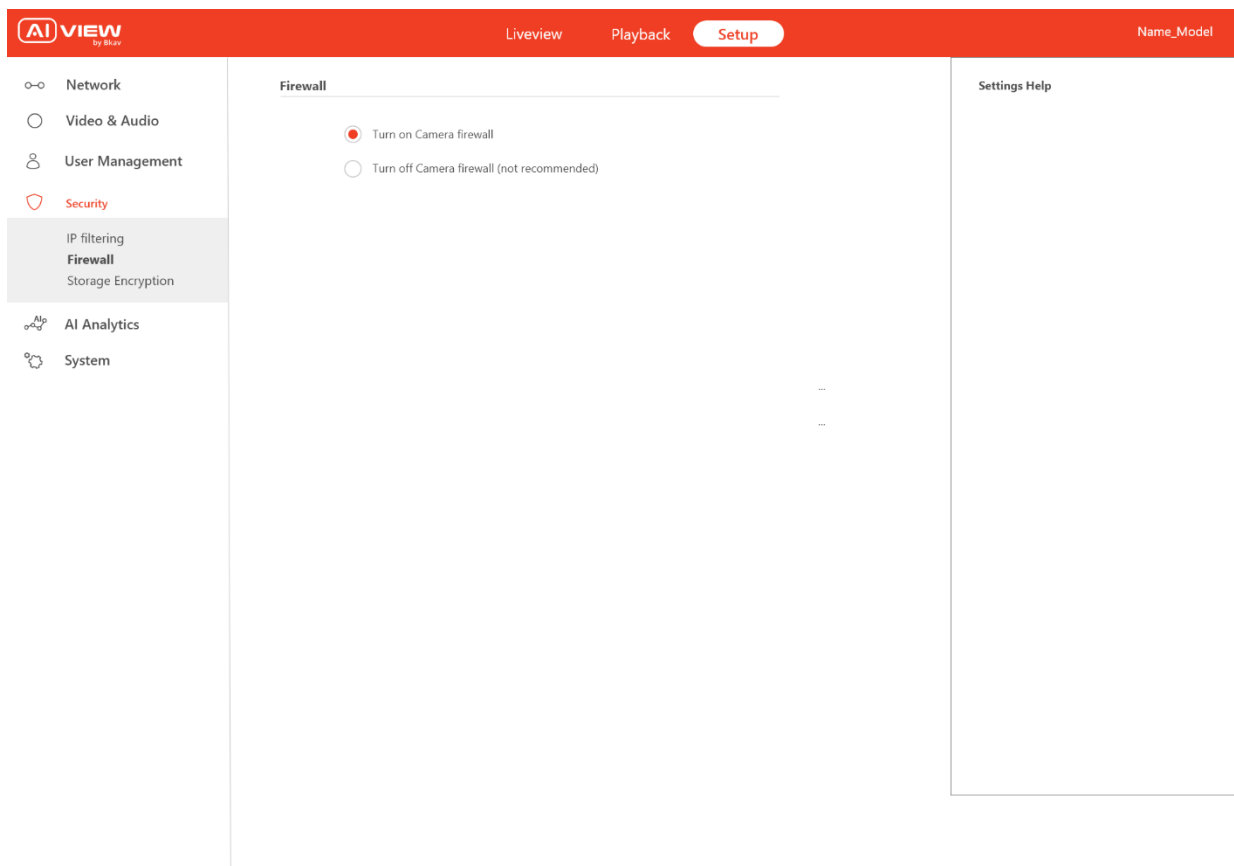 AI VIEW
by Bkav
Liveview
Playback
Setup
Name_Model
Network
Video & Audio
User Management
Security
IP filtering
Firewall
Storage Encryption
AI Analytics
System
Firewall
Turn on Camera firewall
Turn off Camera firewall (not recommended)
...
...
Settings Help